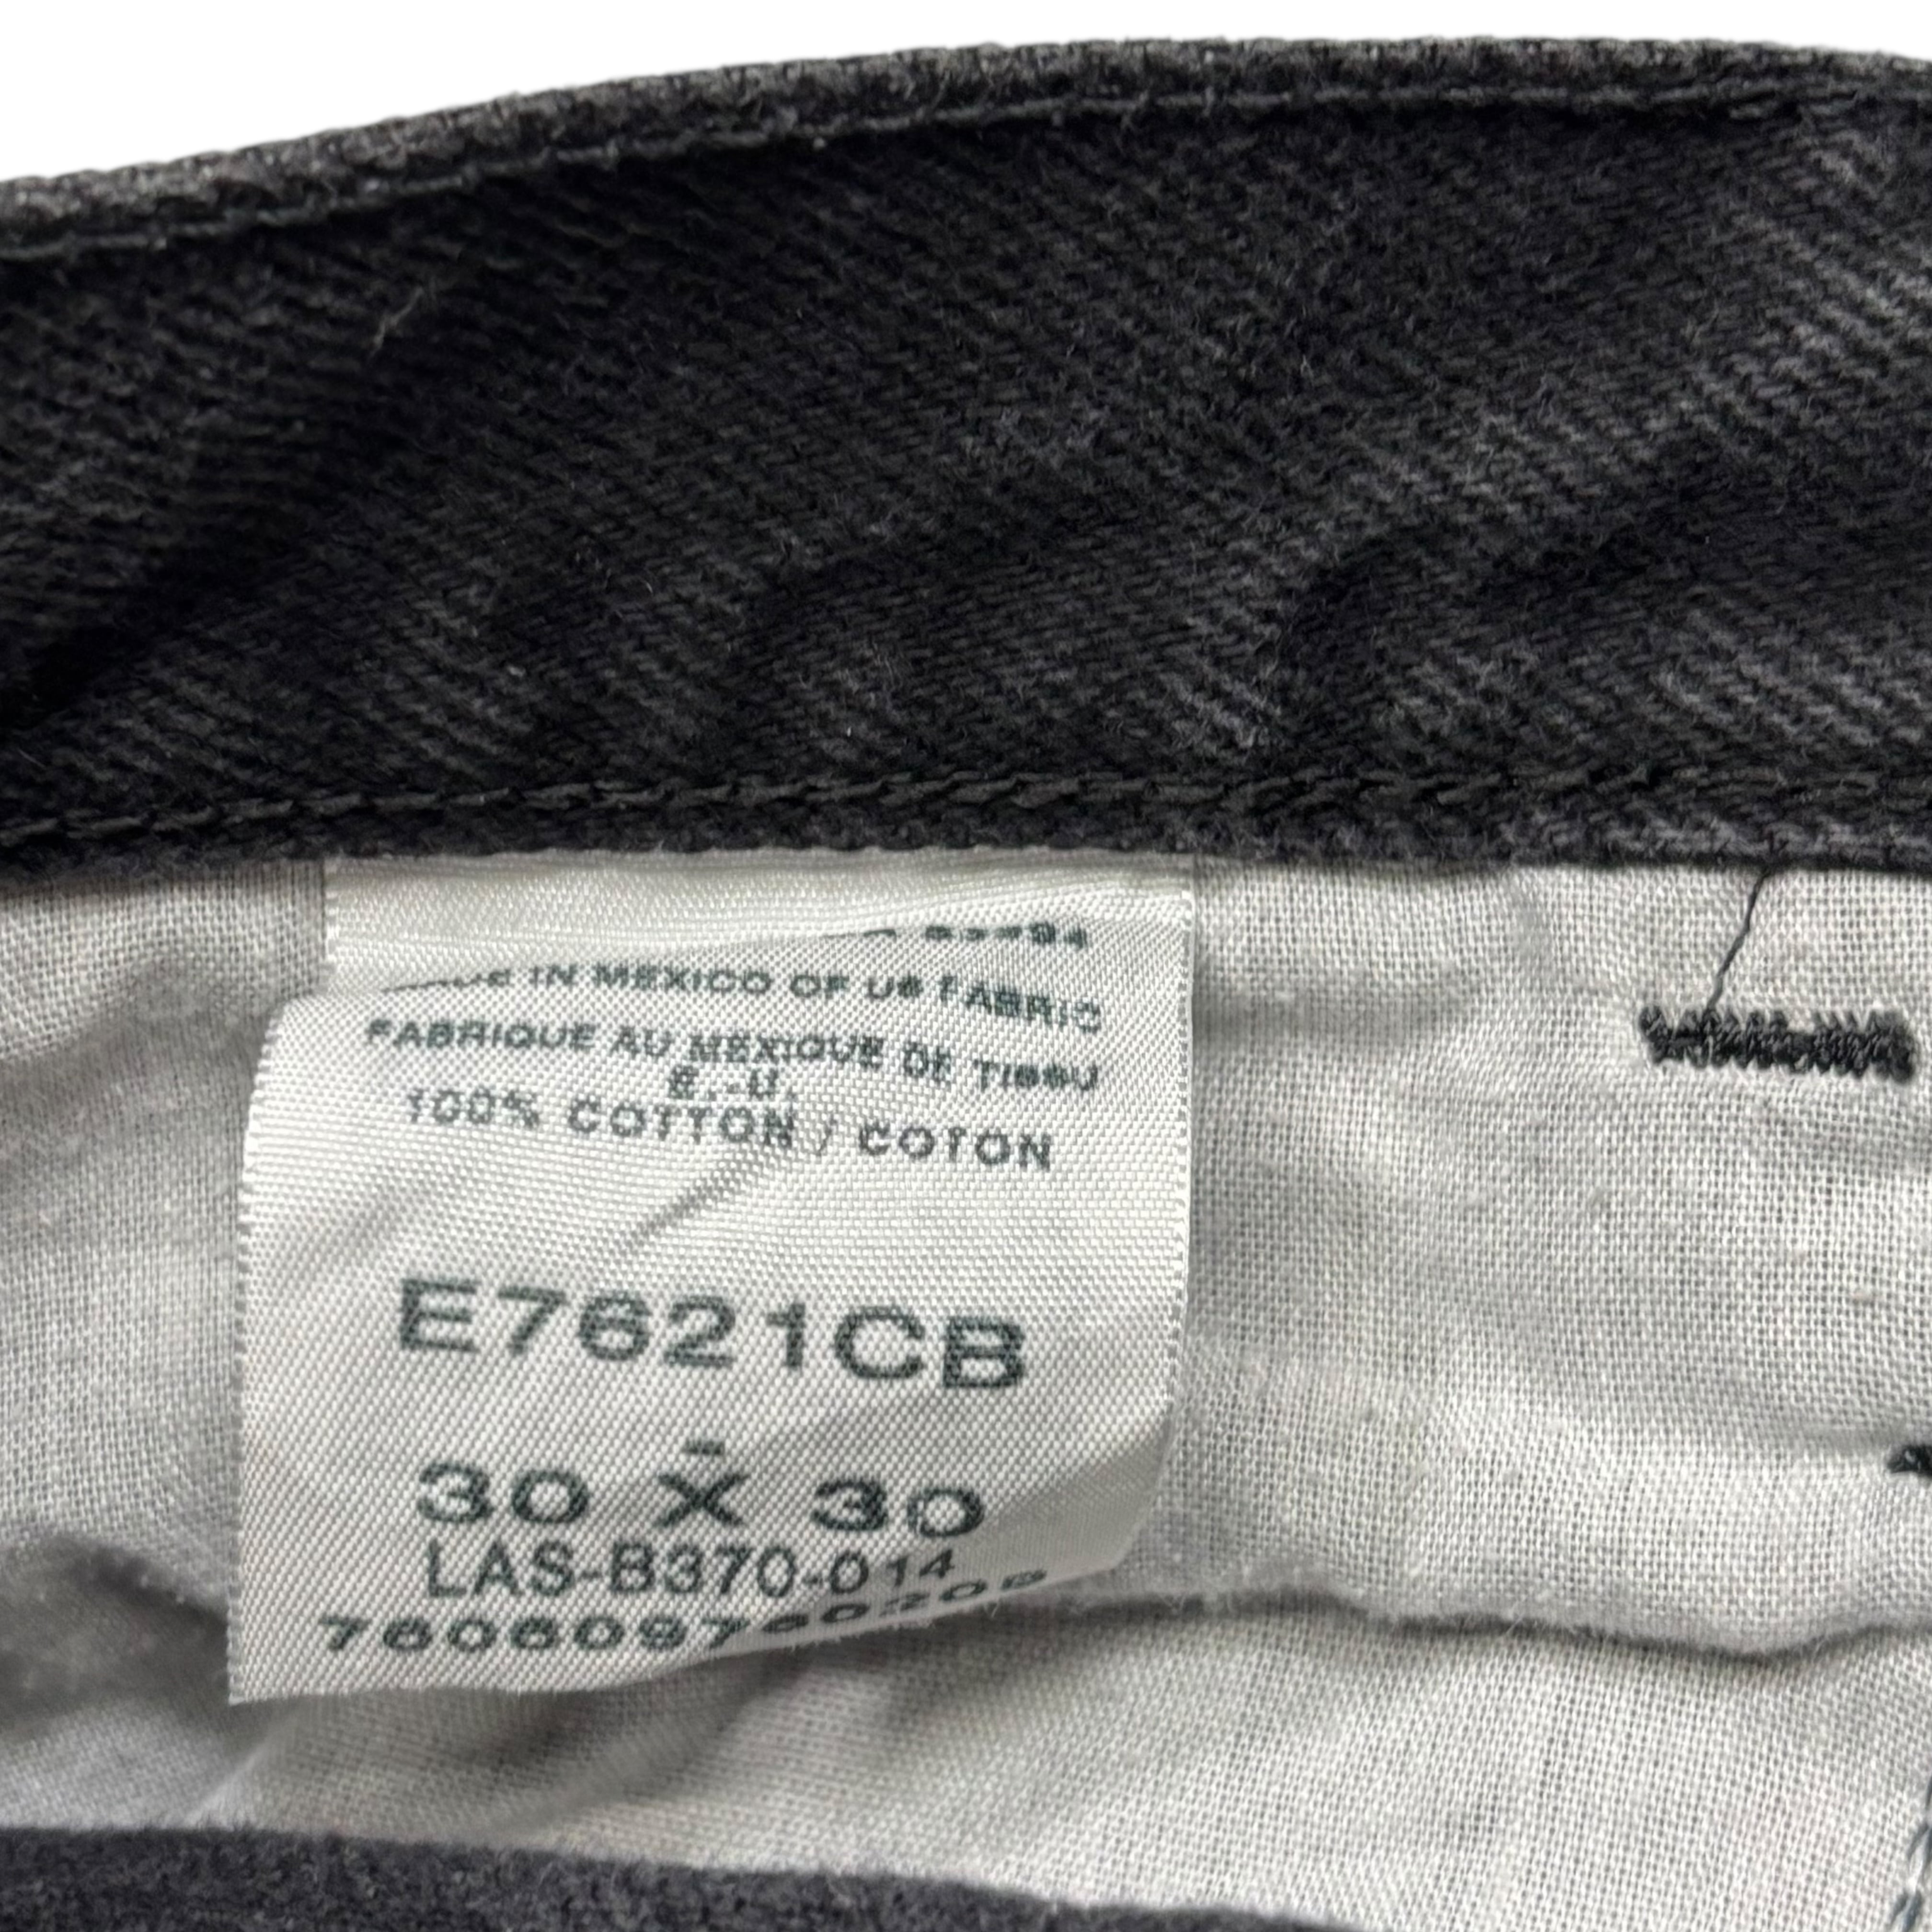 IN MEXICO OF US FABRIC
FABRIQUE AU MEXIQUE DE TISSU
E.-U.
100% COTTON / COTON
E7621CB
30 X 30
LAS-B370-014